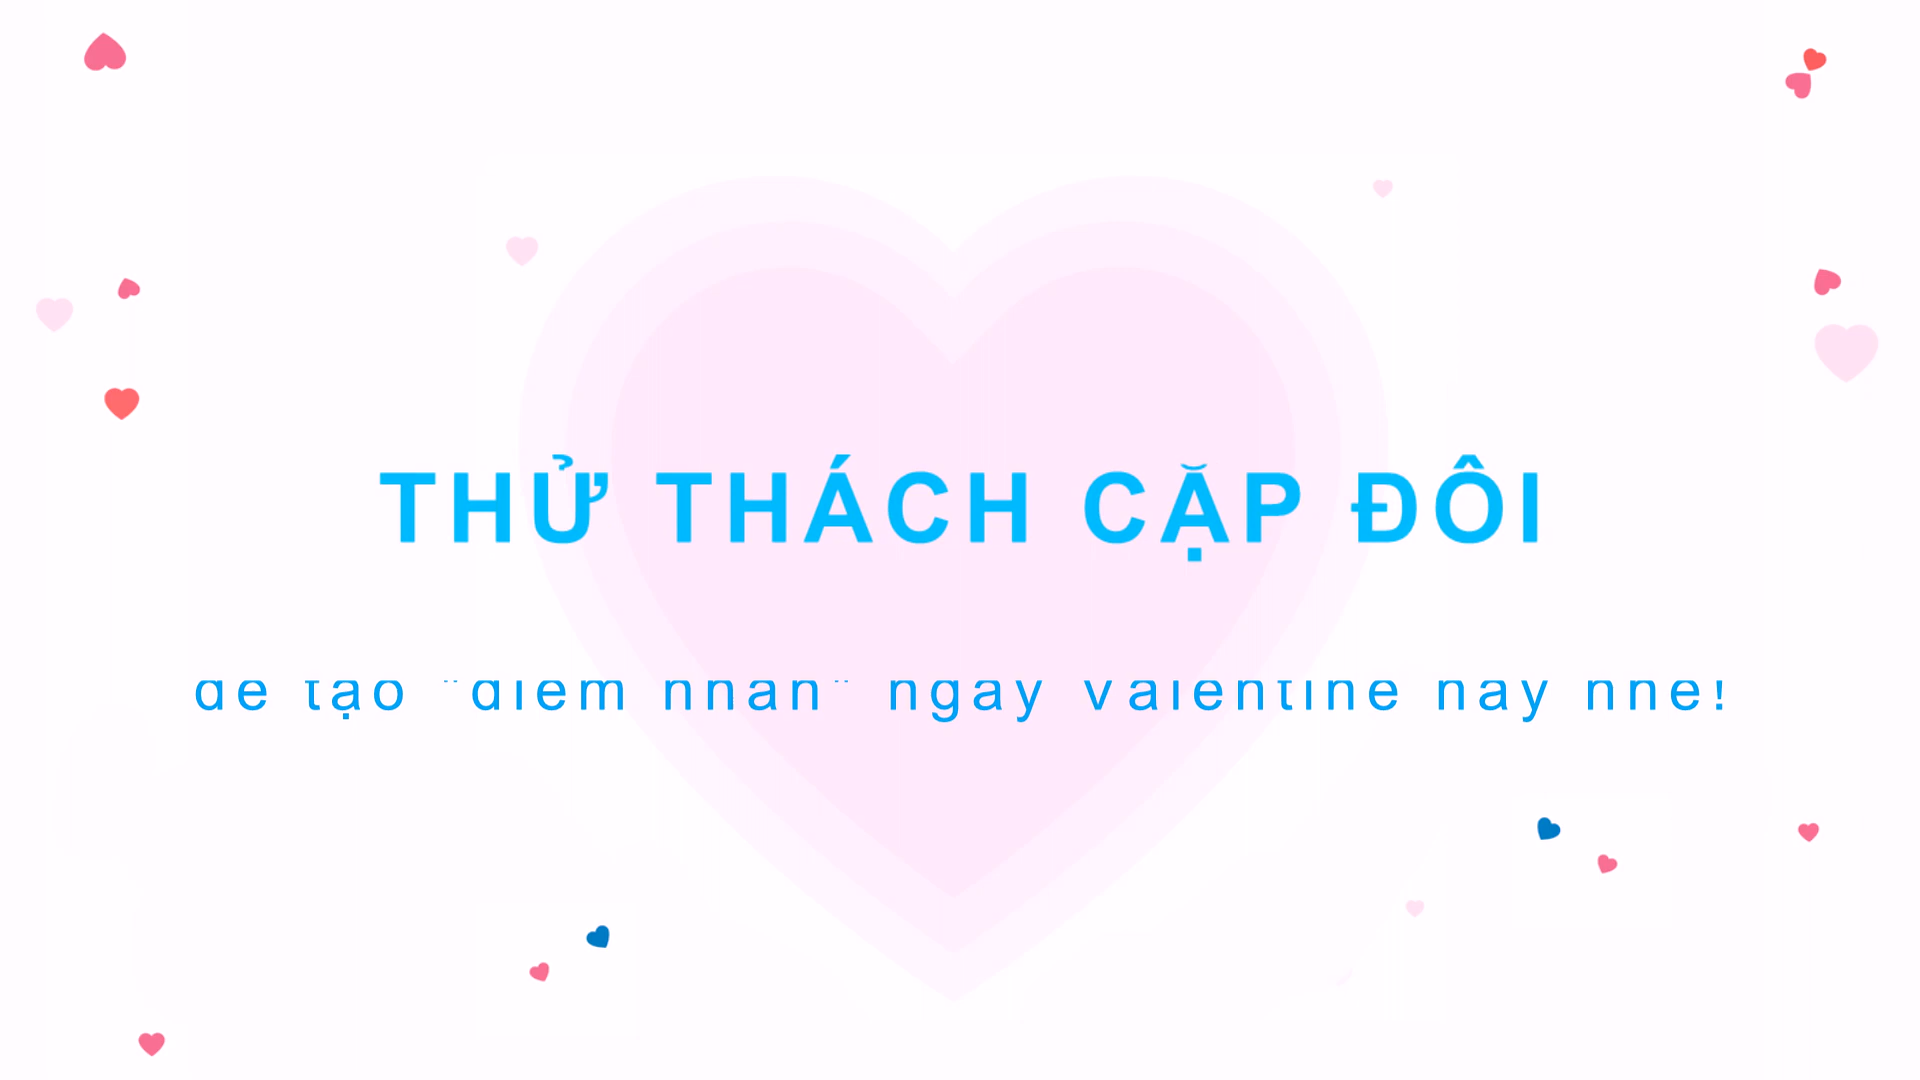 THỬ THÁCH CẶP ĐÔI
để tạo "điểm nhấn" ngày valentine này nhé!